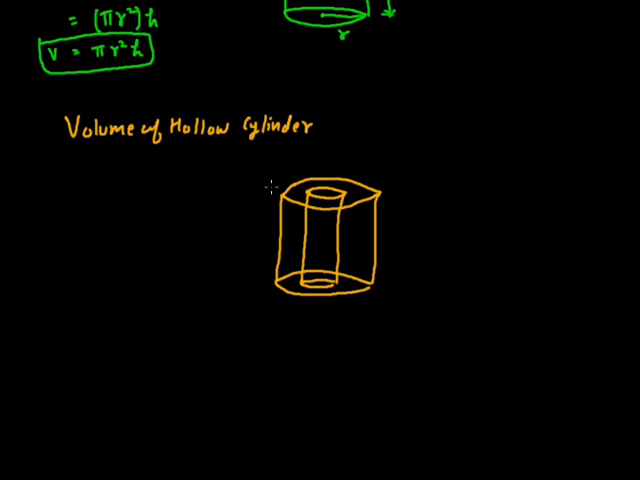 = (πr²)h
r
V = πr²h
Volume of Hollow Cylinder